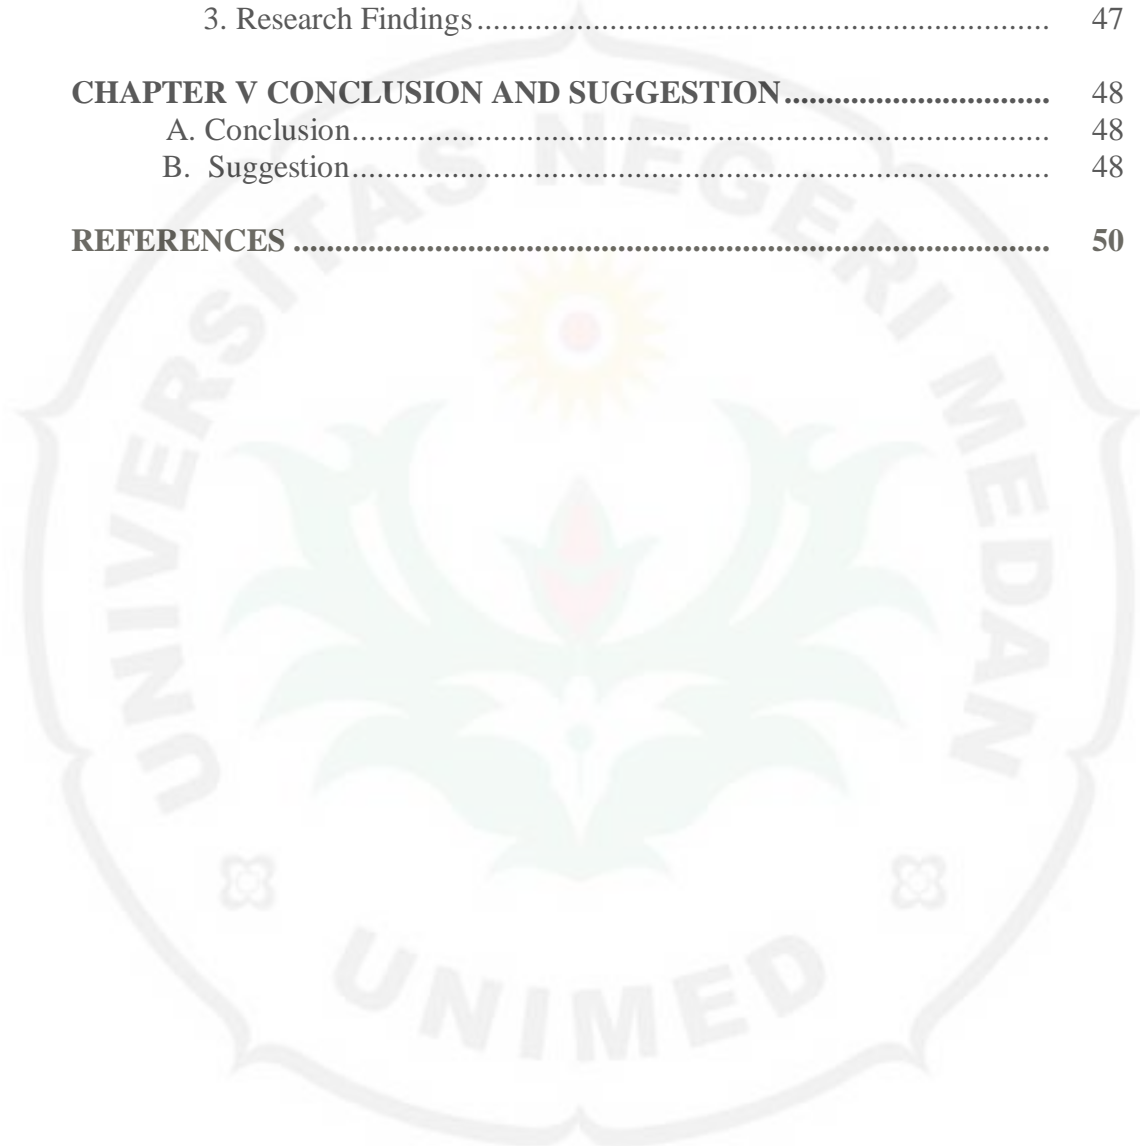 3. Research Findings ..................................................................... 47
CHAPTER V CONCLUSION AND SUGGESTION ................................ 48
A. Conclusion .................................................................................... 48
B. Suggestion .................................................................................... 48
REFERENCES ........................................................................................... 50
UNIVERSITAS NEGERI MEDAN
UNIMED